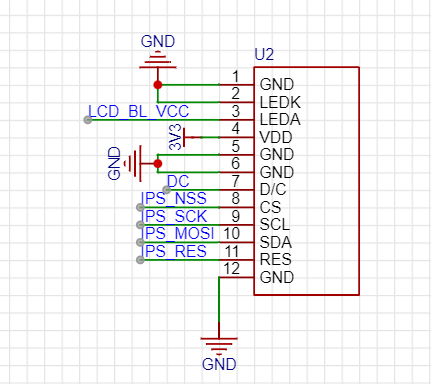 GND
U2
1 GND
2 LEDK
LCD_BL_VCC 3 LEDA
3V3 4 VDD
GND 5 GND
6 GND
DC 7 D/C
IPS_NSS 8 CS
IPS_SCK 9 SCL
IPS_MOSI 10 SDA
IPS_RES 11 RES
12 GND
GND